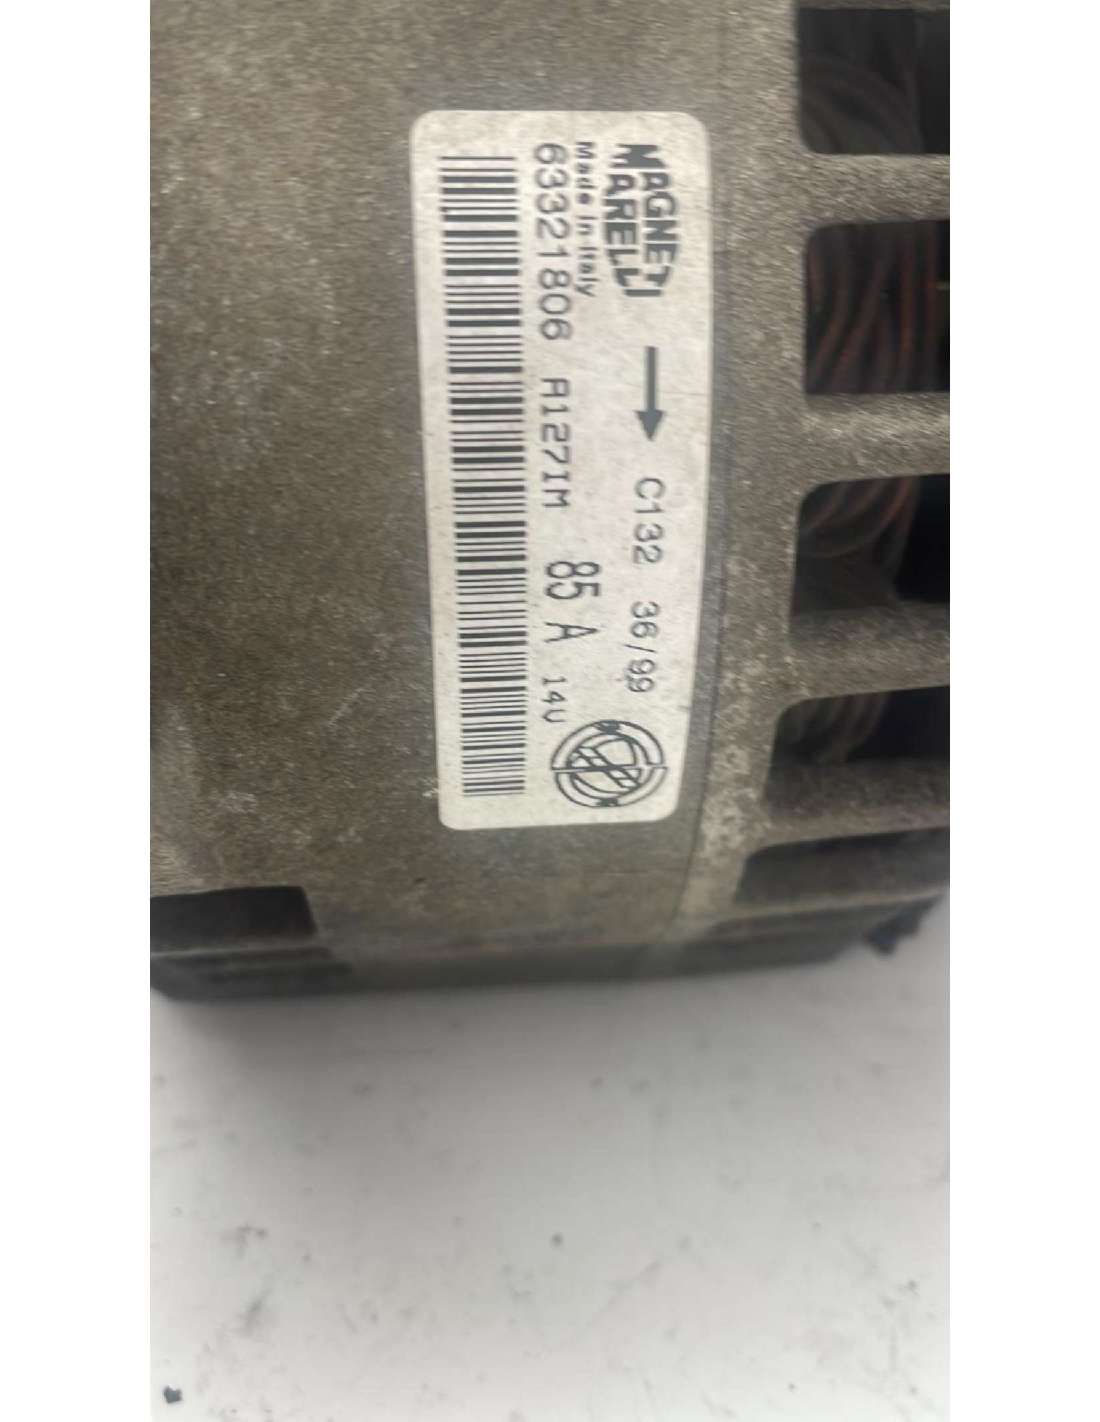 MAGNETI
MARELLI
→ C132 36/99
Made in Italy
63321806 A127IM 85 A 14V